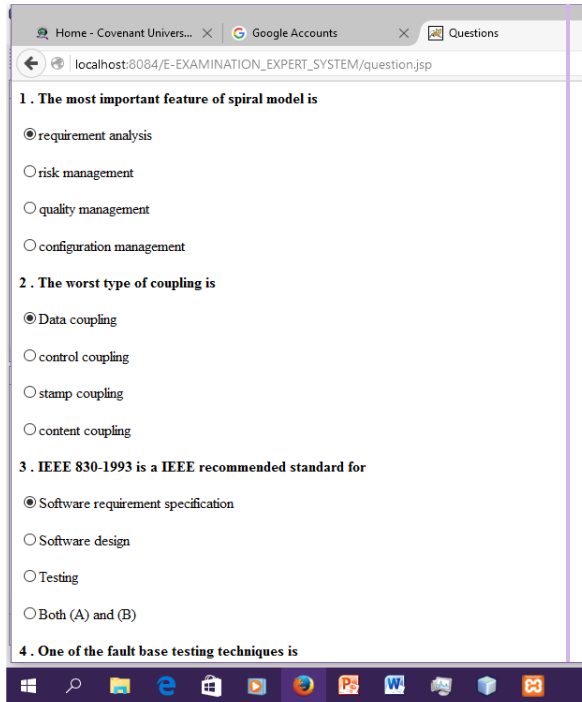 Home - Covenant Univers...
Google Accounts
Questions
localhost:8084/E-EXAMINATION_EXPERT_SYSTEM/question.jsp
1 . The most important feature of spiral model is
requirement analysis
risk management
quality management
configuration management
2 . The worst type of coupling is
Data coupling
control coupling
stamp coupling
content coupling
3 . IEEE 830-1993 is a IEEE recommended standard for
Software requirement specification
Software design
Testing
Both (A) and (B)
4 . One of the fault base testing techniques is